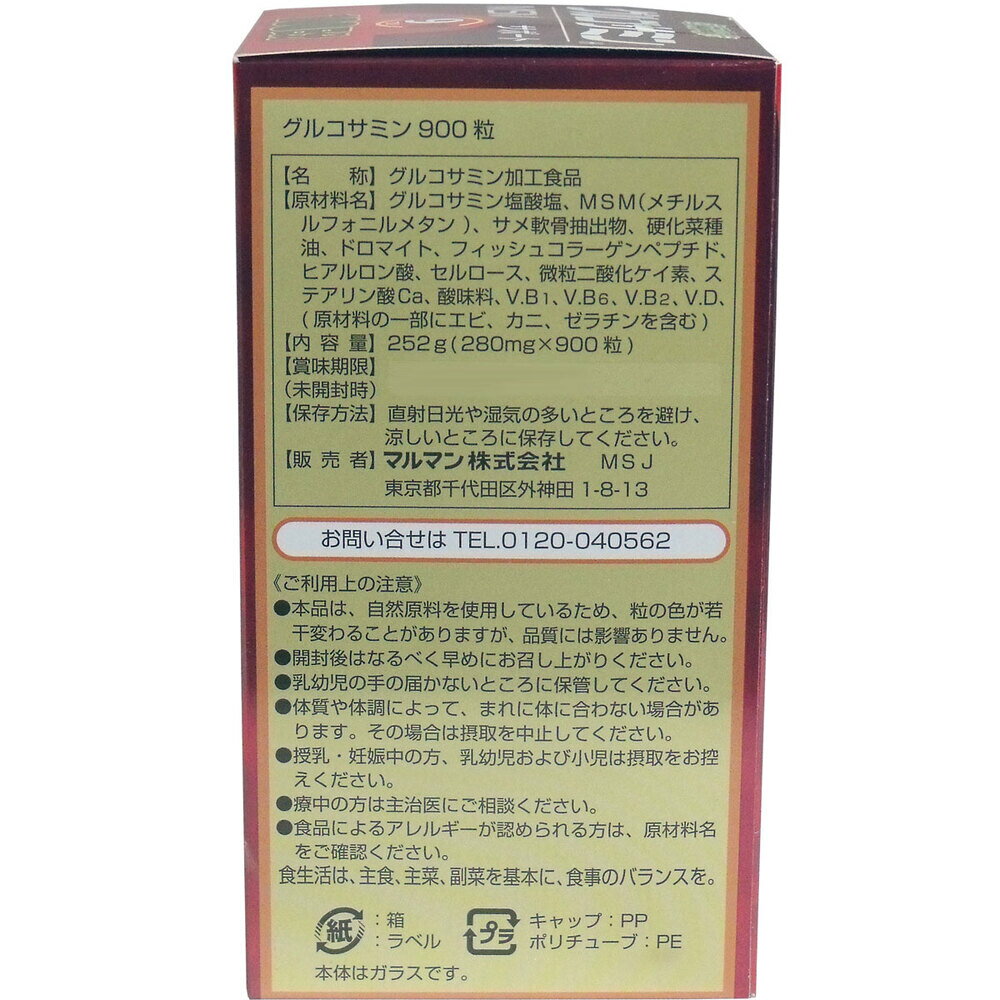 グルコサミン900粒
【名　　称】グルコサミン加工食品
【原材料名】グルコサミン塩酸塩、MSM(メチルス
ルフォニルメタン)、サメ軟骨抽出物、硬化菜種
油、ドロマイト、フィッシュコラーゲンペプチド、
ヒアルロン酸、セルロース、微粒二酸化ケイ素、ス
テアリン酸Ca、酸味料、V.B1、V.B6、V.B2、V.D、
(原材料の一部にエビ、カニ、ゼラチンを含む)
【内 容 量】252g(280mg×900粒)
【賞味期限】
(未開封時)
【保存方法】直射日光や湿気の多いところを避け、
涼しいところに保存してください。
【販 売 者】マルマン株式会社　MSJ
東京都千代田区外神田1-8-13
お問い合せは TEL.0120-040562
《ご利用上の注意》
●本品は、自然原料を使用しているため、粒の色が若
干変わることがありますが、品質には影響ありません。
●開封後はなるべく早めにお召し上がりください。
●乳幼児の手の届かないところに保管してください。
●体質や体調によって、まれに体に合わない場合があ
ります。その場合は摂取を中止してください。
●授乳・妊娠中の方、乳幼児および小児は摂取をお控
えください。
●療中の方は主治医にご相談ください。
●食品によるアレルギーが認められる方は、原材料名
をご確認ください。
食生活は、主食、主菜、副菜を基本に、食事のバランスを。
紙 ：箱
：ラベル
プラ キャップ：PP
ポリチューブ：PE
本体はガラスです。